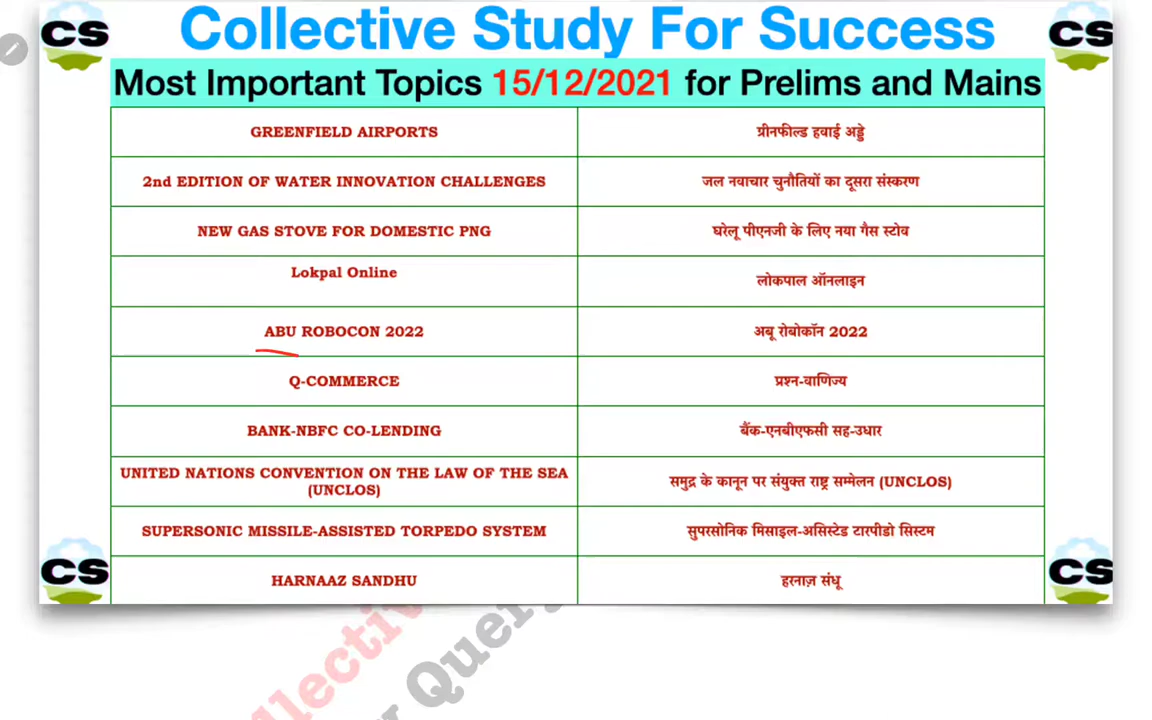 CS
Collective Study For Success
CS
Most Important Topics 15/12/2021 for Prelims and Mains
GREENFIELD AIRPORTS
ग्रीनफील्ड हवाई अड्डे
2nd EDITION OF WATER INNOVATION CHALLENGES
जल नवाचार चुनौतियों का दूसरा संस्करण
NEW GAS STOVE FOR DOMESTIC PNG
घरेलू पीएनजी के लिए नया गैस स्टोव
Lokpal Online
लोकपाल ऑनलाइन
ABU ROBOCON 2022
अबू रोबोकॉन 2022
Q-COMMERCE
प्रश्न-वाणिज्य
BANK-NBFC CO-LENDING
बैंक-एनबीएफसी सह-उधार
UNITED NATIONS CONVENTION ON THE LAW OF THE SEA
(UNCLOS)
समुद्र के कानून पर संयुक्त राष्ट्र सम्मेलन (UNCLOS)
SUPERSONIC MISSILE-ASSISTED TORPEDO SYSTEM
सुपरसोनिक मिसाइल-असिस्टेड टारपीडो सिस्टम
CS
HARNAAZ SANDHU
हरनाज़ संधू
CS